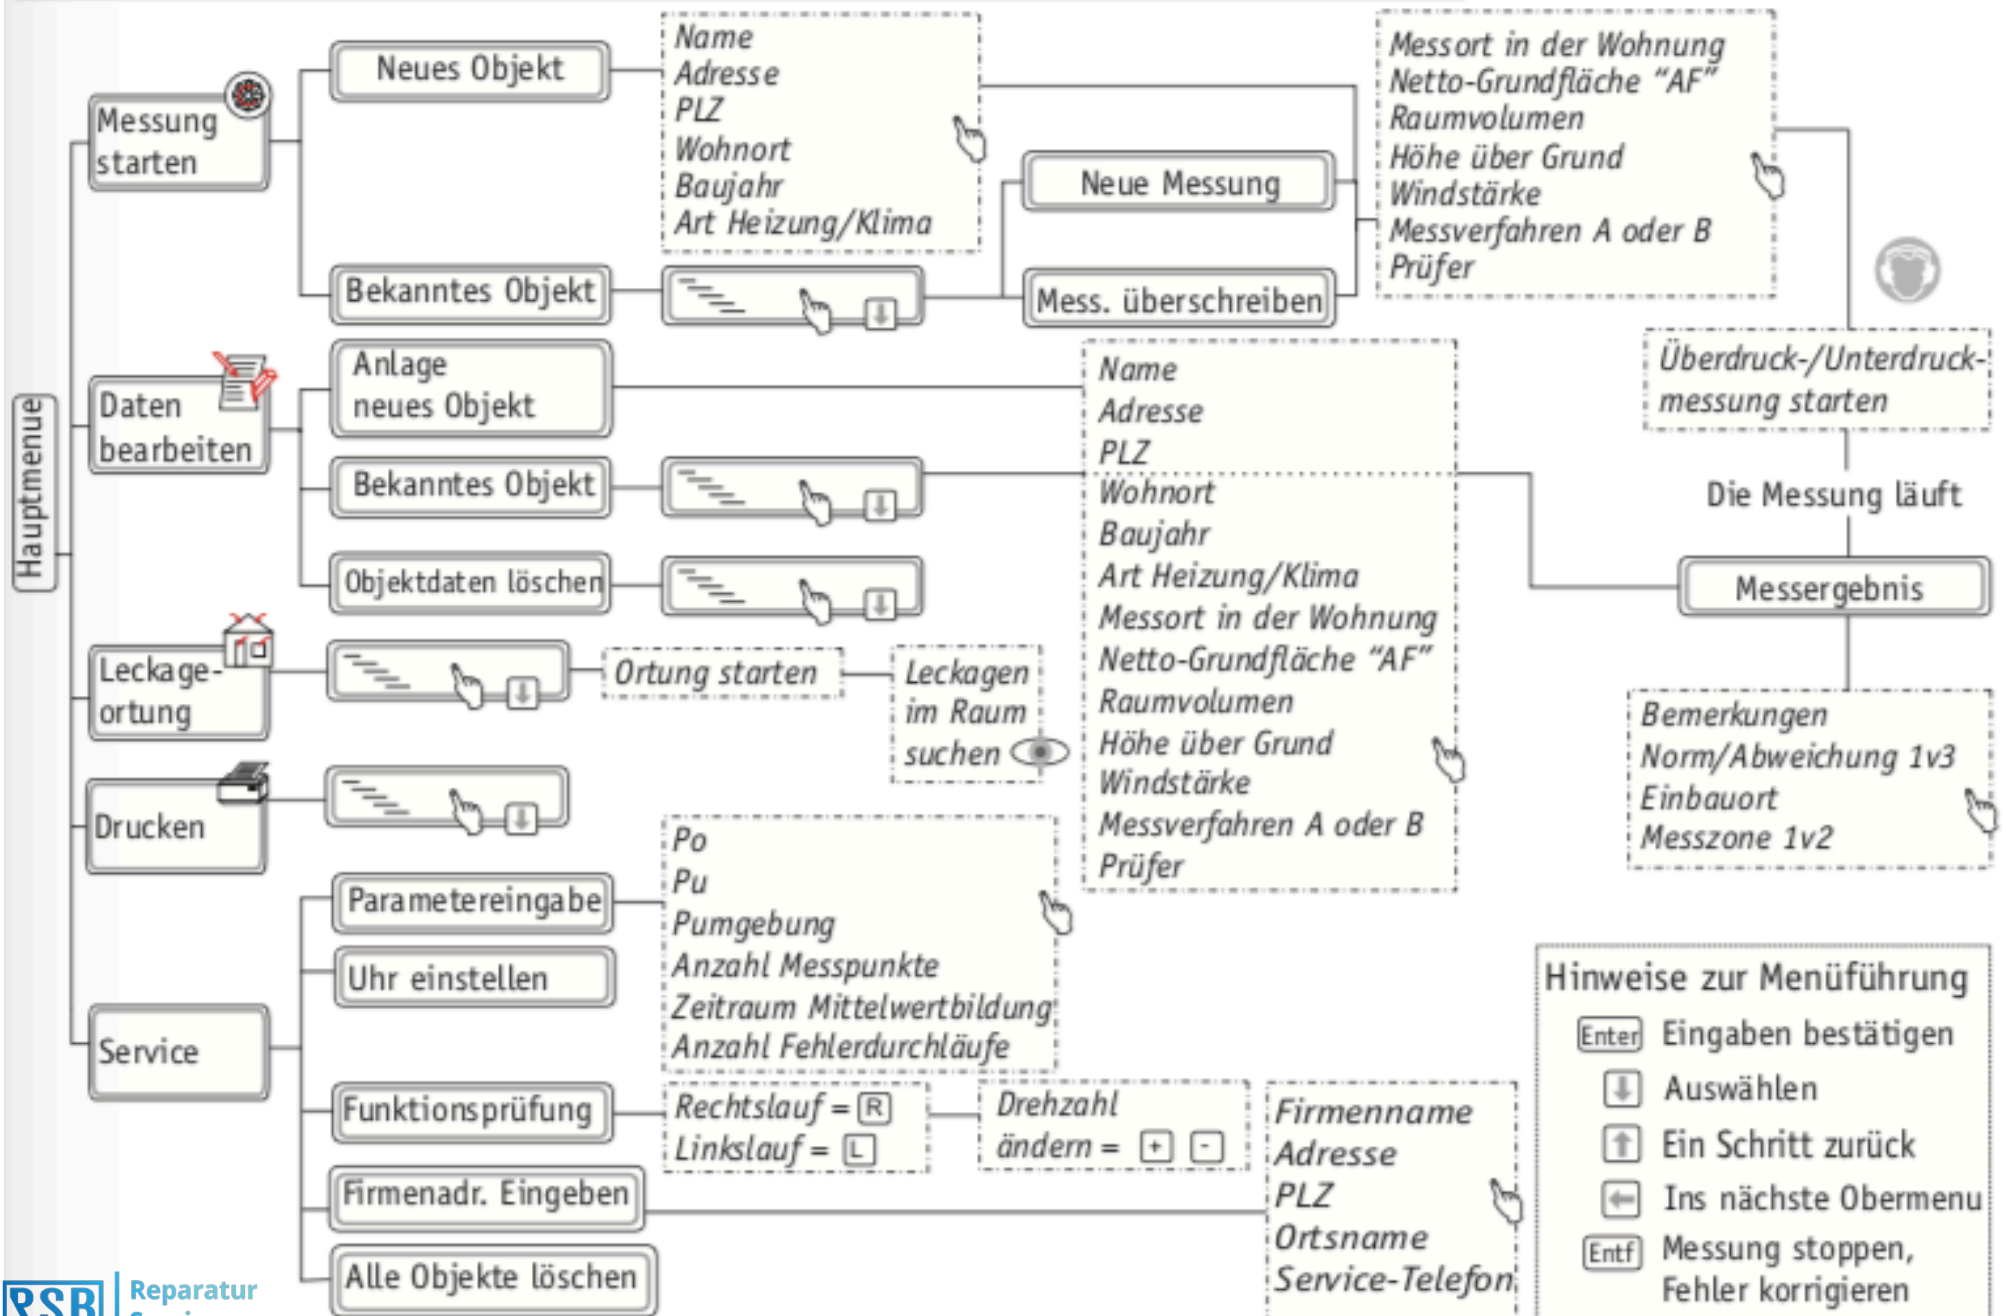 Hauptmenue
Messung
starten
Neues Objekt
Name
Adresse
PLZ
Wohnort
Baujahr
Art Heizung/Klima
Bekanntes Objekt
Neue Messung
Mess. überschreiben
Messort in der Wohnung
Netto-Grundfläche “AF”
Raumvolumen
Höhe über Grund
Windstärke
Messverfahren A oder B
Prüfer
Überdruck-/Unterdruck-
messung starten
Die Messung läuft
Messergebnis
Bemerkungen
Norm/Abweichung 1v3
Einbauort
Messzone 1v2
Daten
bearbeiten
Anlage
neues Objekt
Bekanntes Objekt
Objektdaten löschen
Name
Adresse
PLZ
Wohnort
Baujahr
Art Heizung/Klima
Messort in der Wohnung
Netto-Grundfläche “AF”
Raumvolumen
Höhe über Grund
Windstärke
Messverfahren A oder B
Prüfer
Leckage-
ortung
Ortung starten
Leckagen
im Raum
suchen
Drucken
Service
Parametereingabe
Po
Pu
Pumgebung
Anzahl Messpunkte
Zeitraum Mittelwertbildung
Anzahl Fehlerdurchläufe
Uhr einstellen
Funktionsprüfung
Rechtslauf = R
Linkslauf = L
Drehzahl
ändern = + -
Firmenadr. Eingeben
Firmenname
Adresse
PLZ
Ortsname
Service-Telefon
Alle Objekte löschen
Hinweise zur Menüführung
Enter Eingaben bestätigen
↓ Auswählen
↑ Ein Schritt zurück
← Ins nächste Obermenu
Entf Messung stoppen,
Fehler korrigieren
RSB
Reparatur